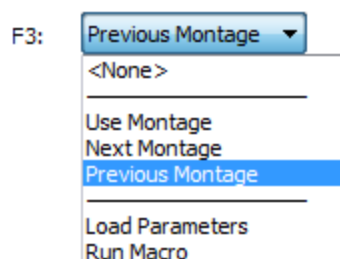 F3: Previous Montage
<None>
Use Montage
Next Montage
Previous Montage
Load Parameters
Run Macro